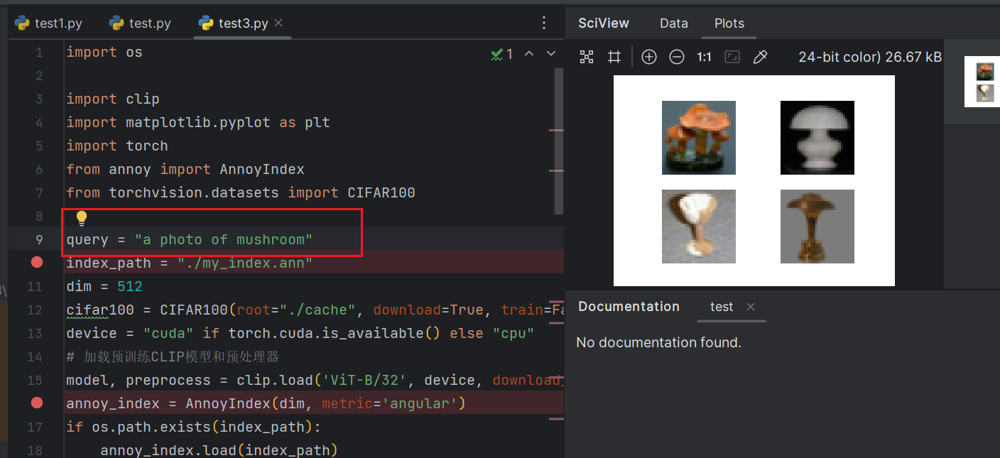 test1.py test.py test3.py
1 import os
1
2
3 import clip
4 import matplotlib.pyplot as plt
5 import torch
6 from annoy import AnnoyIndex
7 from torchvision.datasets import CIFAR100
8
9 query = "a photo of mushroom"
index_path = "./my_index.ann"
11 dim = 512
12 cifar100 = CIFAR100(root="./cache", download=True, train=Fa
13 device = "cuda" if torch.cuda.is_available() else "cpu"
14 # 加载预训练CLIP模型和预处理器
15 model, preprocess = clip.load('ViT-B/32', device, download_
annoy_index = AnnoyIndex(dim, metric='angular')
17 if os.path.exists(index_path):
18 annoy_index.load(index_path)
SciView Data Plots
1:1 24-bit color) 26.67 kB
Documentation test
No documentation found.